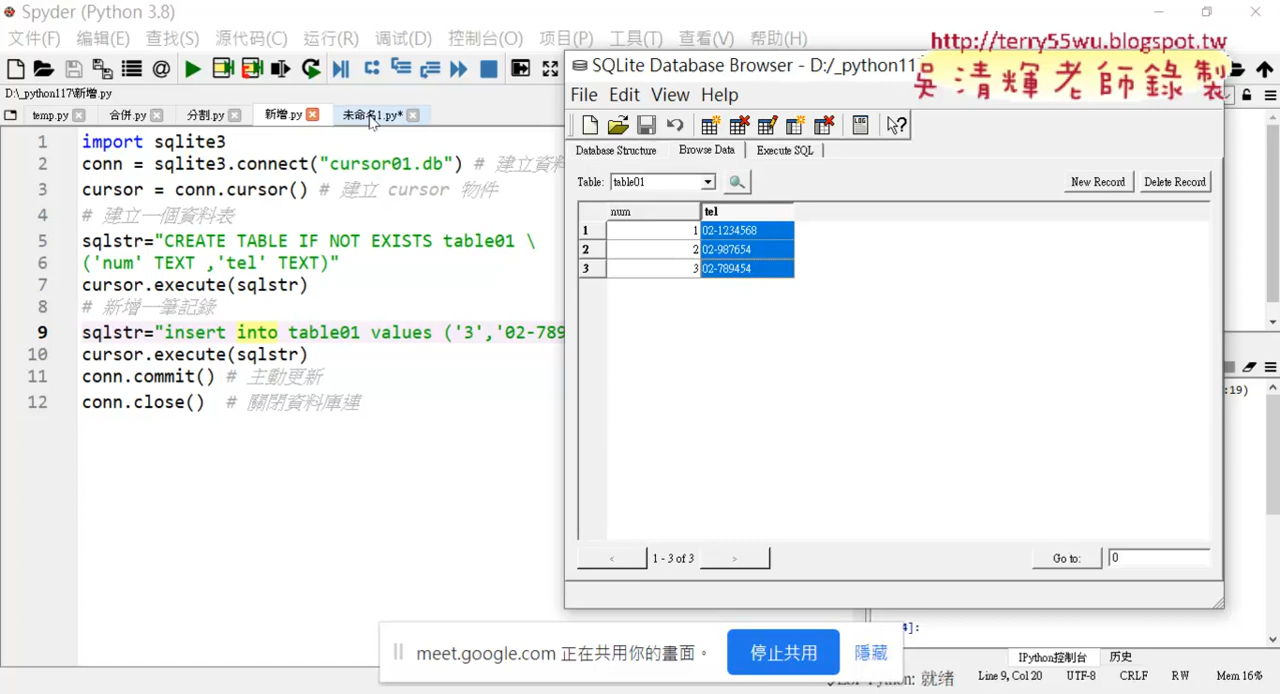 Spyder (Python 3.8)
文件(F) 编辑(E) 查找(S) 源代码(C) 运行(R) 调试(D) 控制台(O) 项目(P) 工具(T) 查看(V) 帮助(H)
http://terry55wu.blogspot.tw
吳清輝老師錄製
D:\_python117\新增.py
temp.py 合併.py 分割.py 新增.py 未命名1.py*
1 import sqlite3
2 conn = sqlite3.connect("cursor01.db") # 建立資料
3 cursor = conn.cursor() # 建立 cursor 物件
4 # 建立一個資料表
5 sqlstr="CREATE TABLE IF NOT EXISTS table01 \
6 ('num' TEXT ,'tel' TEXT)"
7 cursor.execute(sqlstr)
8 # 新增一筆記錄
9 sqlstr="insert into table01 values ('3','02-789
10 cursor.execute(sqlstr)
11 conn.commit() # 主動更新
12 conn.close() # 關閉資料庫連
SQLite Database Browser - D:/_python11
File Edit View Help
Database Structure Browse Data Execute SQL
Table: table01 New Record Delete Record
num tel
1 1 02-1234568
2 2 02-987654
3 3 02-789454
< 1 - 3 of 3 > Go to: 0
:19)
4]:
meet.google.com 正在共用你的畫面。 停止共用 隱藏
IPython控制台 历史
Python: 就绪 Line 9, Col 20 UTF-8 CRLF RW Mem 16%